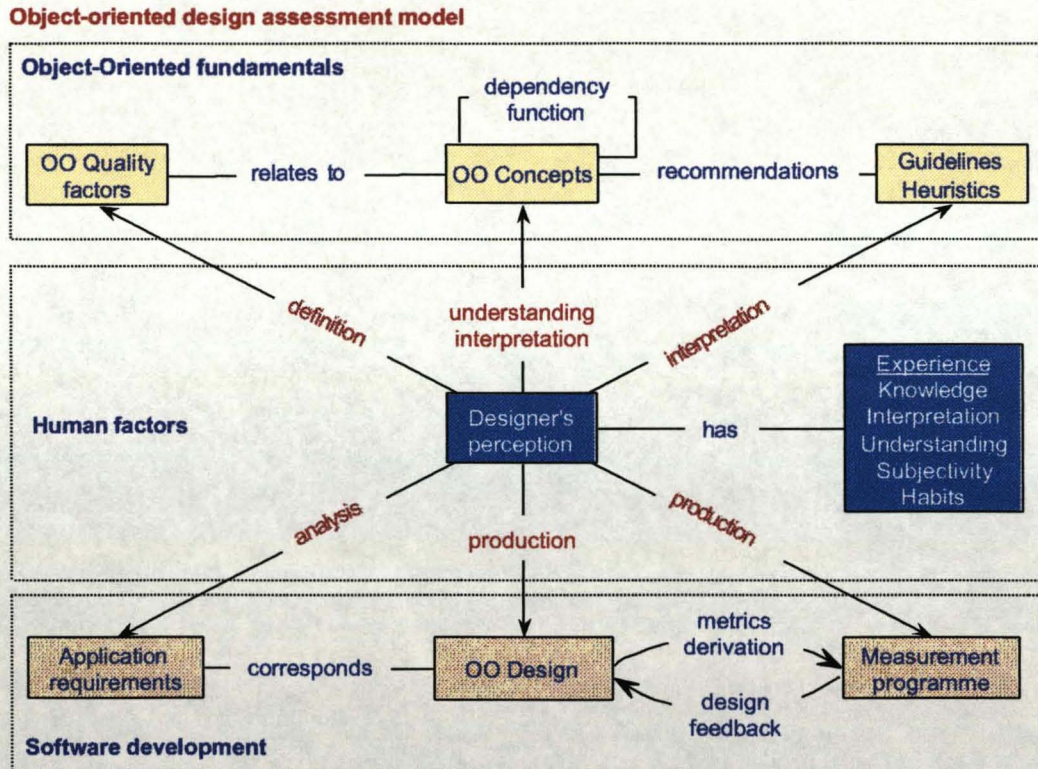 Object-oriented design assessment model
Object-Oriented fundamentals
dependency
function
OO Quality
factors
relates to
OO Concepts
recommendations
Guidelines
Heuristics
definition
understanding
interpretation
interpretation
Human factors
Designer's
perception
has
Experience
Knowledge
Interpretation
Understanding
Subjectivity
Habits
analysis
production
production
Application
requirements
corresponds
OO Design
metrics
derivation
design
feedback
Measurement
programme
Software development